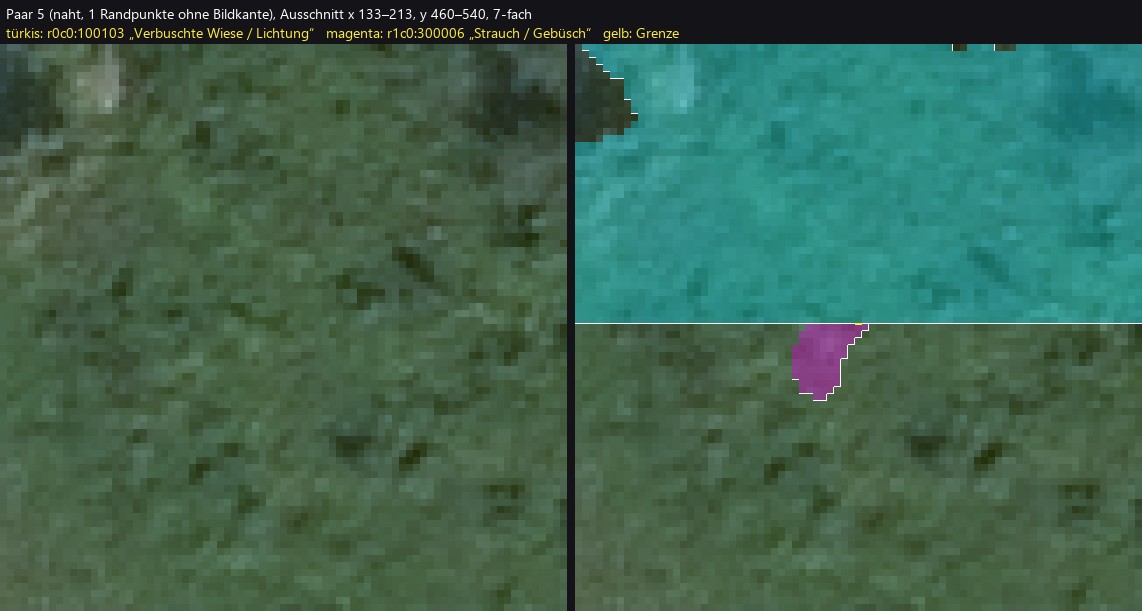 Paar 5 (naht, 1 Randpunkte ohne Bildkante), Ausschnitt x 133–213, y 460–540, 7-fach
türkis: r0c0:100103 „Verbuschte Wiese / Lichtung“ magenta: r1c0:300006 „Strauch / Gebüsch“ gelb: Grenze